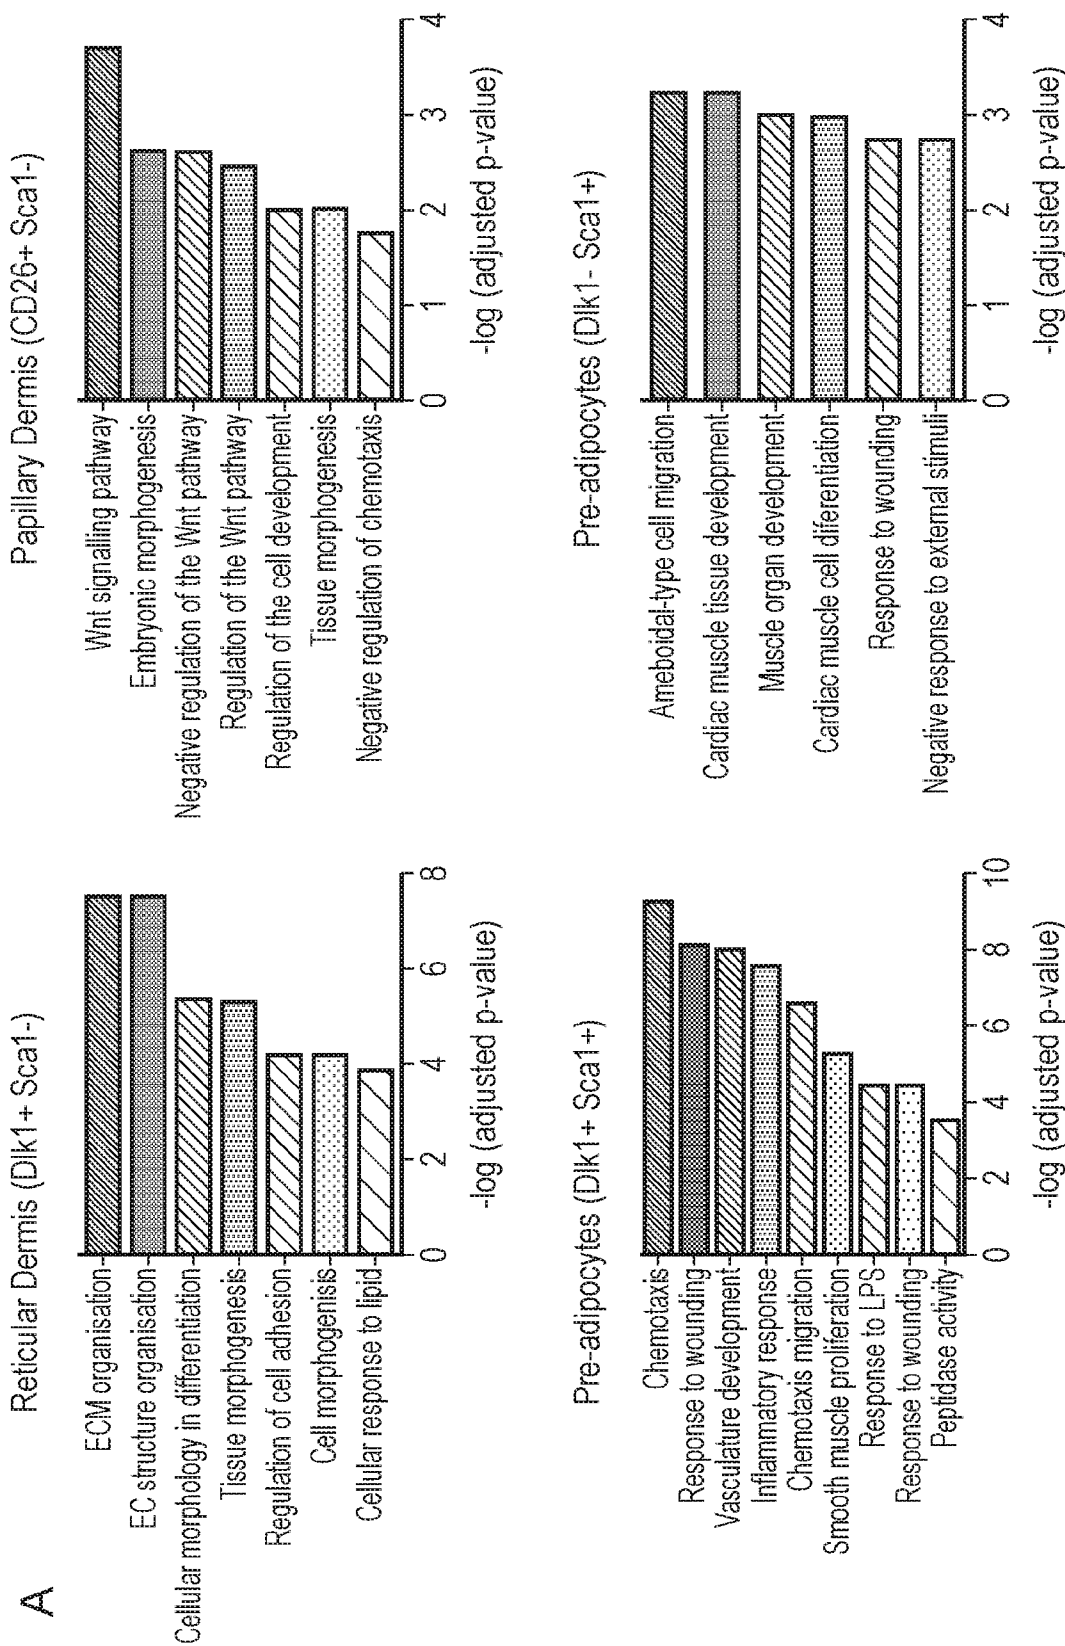 A
Reticular Dermis (Dlk1+ Sca1-)
ECM organisation
EC structure organisation
Cellular morphology in differentiation
Tissue morphogenesis
Regulation of cell adhesion
Cell morphogenisis
Cellular response to lipid
0 2 4 6 8
-log (adjusted p-value)
Papillary Dermis (CD26+ Sca1-)
Wnt signalling pathway
Embryonic morphogenesis
Negative regulation of the Wnt pathway
Regulation of the Wnt pathway
Regulation of the cell development
Tissue morphogenesis
Negative regulation of chemotaxis
0 1 2 3 4
-log (adjusted p-value)
Pre-adipocytes (Dlk1+ Sca1+)
Chemotaxis
Response to wounding
Vasculature development
Inflammatory response
Chemotaxis migration
Smooth muscle proliferation
Response to LPS
Response to wounding
Peptidase activity
0 2 4 6 8 10
-log (adjusted p-value)
Pre-adipocytes (Dlk1- Sca1+)
Ameboidal-type cell migration
Cardiac muscle tissue development
Muscle organ development
Cardiac muscle cell diferentiation
Response to wounding
Negative response to external stimuli
0 1 2 3 4
-log (adjusted p-value)